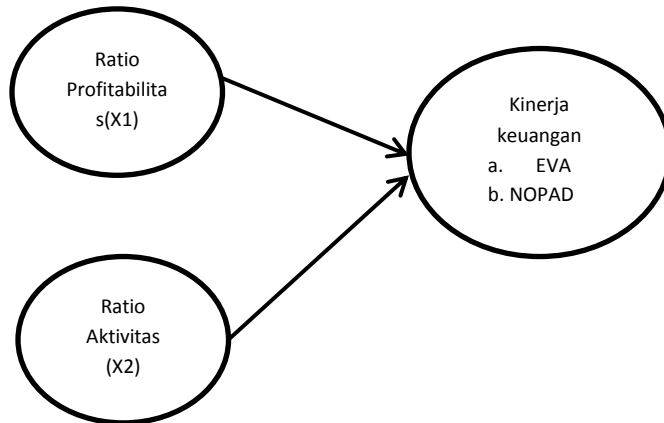 Ratio
Profitabilita
s(X1)
Kinerja
keuangan
a. EVA
b. NOPAD
Ratio
Aktivitas
(X2)